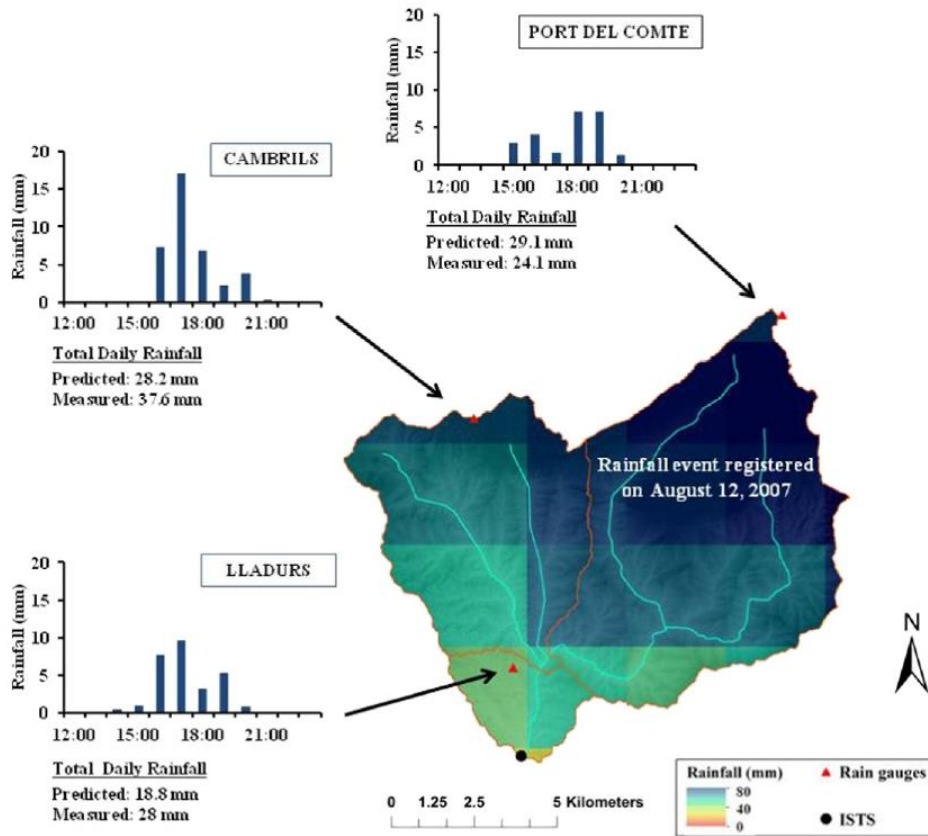 PORT DEL COMTE
Rainfall (mm)
20
15
10
5
0
12:00 15:00 18:00 21:00
Total Daily Rainfall
Predicted: 29.1 mm
Measured: 24.1 mm
CAMBRILS
Rainfall (mm)
20
15
10
5
0
12:00 15:00 18:00 21:00
Total Daily Rainfall
Predicted: 28.2 mm
Measured: 37.6 mm
Rainfall event registered
on August 12, 2007
LLADURS
Rainfall (mm)
20
15
10
5
0
12:00 15:00 18:00 21:00
Total Daily Rainfall
Predicted: 18.8 mm
Measured: 28 mm
N
0 1.25 2.5 5 Kilometers
Rainfall (mm)
80
40
0
Rain gauges
ISTS